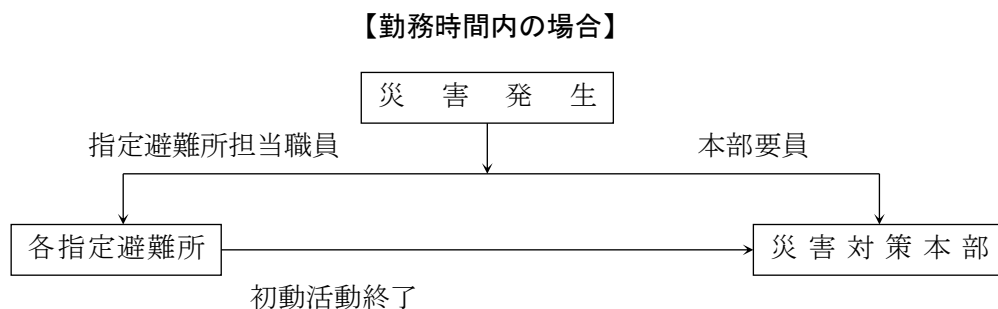 【勤務時間内の場合】
災害発生
指定避難所担当職員
本部要員
各指定避難所
災害対策本部
初動活動終了